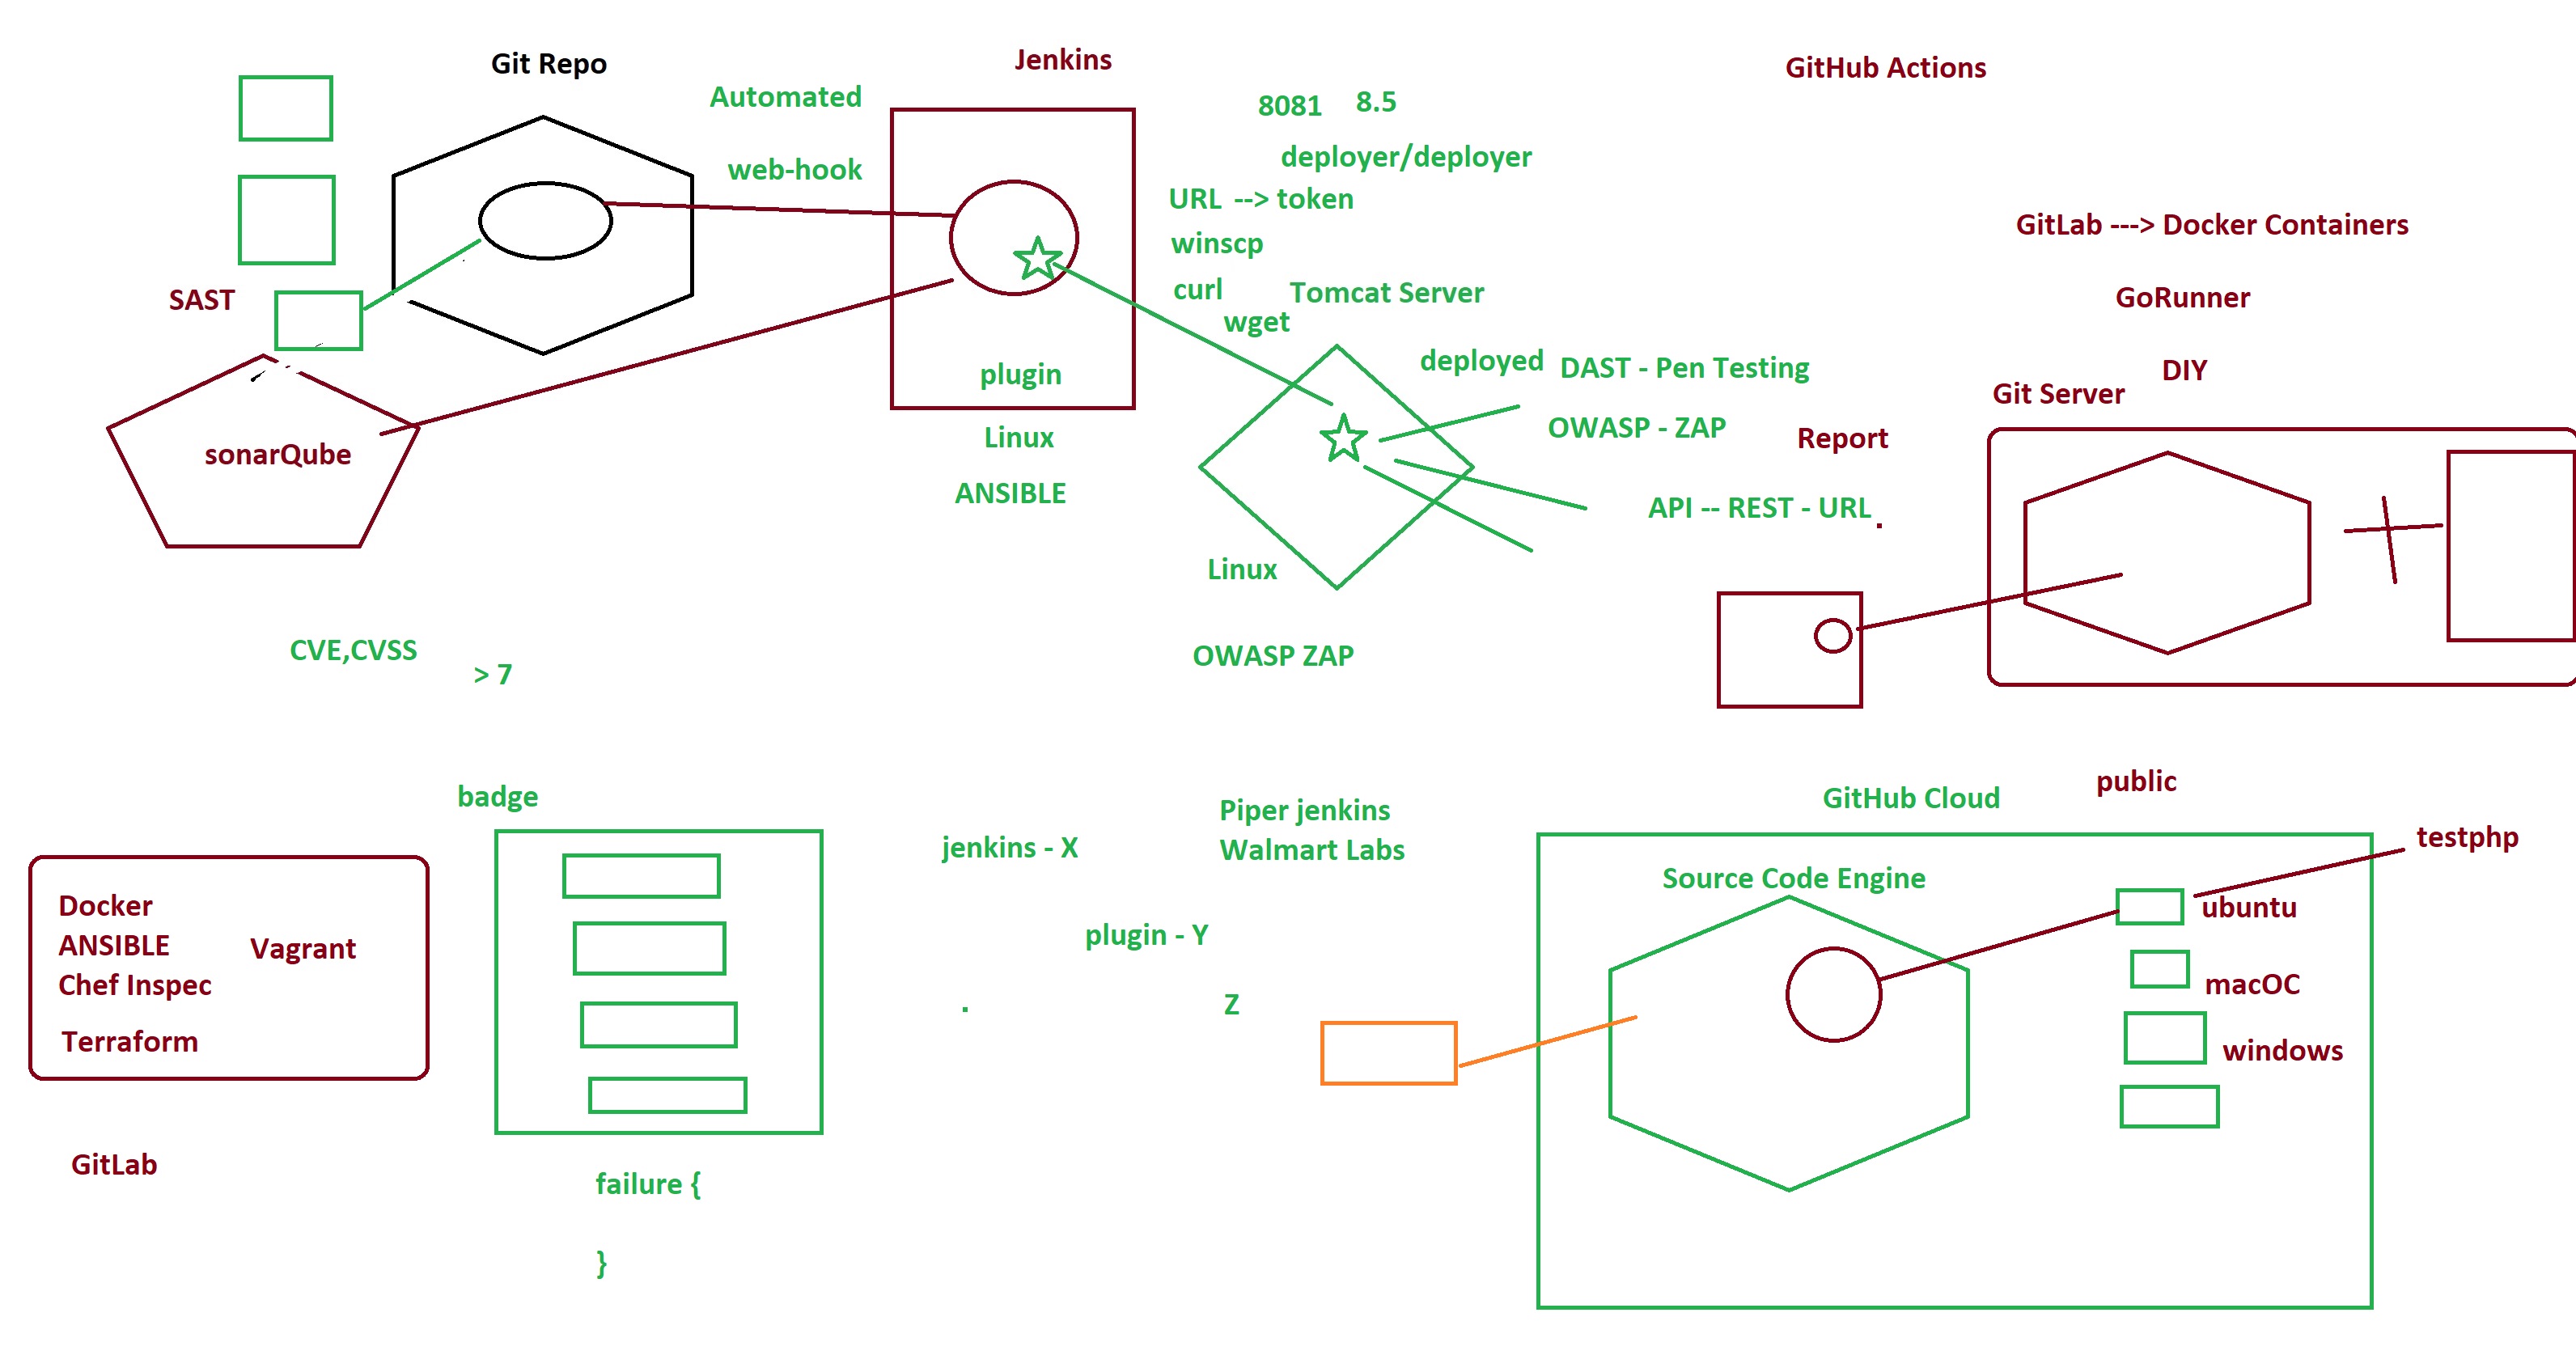 Git Repo
Jenkins
GitHub Actions
Automated
8081 8.5
web-hook
deployer/deployer
URL --> token
GitLab ---> Docker Containers
winscp
SAST
curl
Tomcat Server
GoRunner
wget
plugin
deployed
DAST - Pen Testing
DIY
Git Server
Linux
OWASP - ZAP
Report
sonarQube
ANSIBLE
API -- REST - URL
Linux
CVE,CVSS
> 7
OWASP ZAP
badge
Piper jenkins
Walmart Labs
GitHub Cloud
public
jenkins - X
testphp
Source Code Engine
Docker
ANSIBLE
Vagrant
Chef Inspec
Terraform
plugin - Y
ubuntu
.
Z
macOC
windows
GitLab
failure {
}